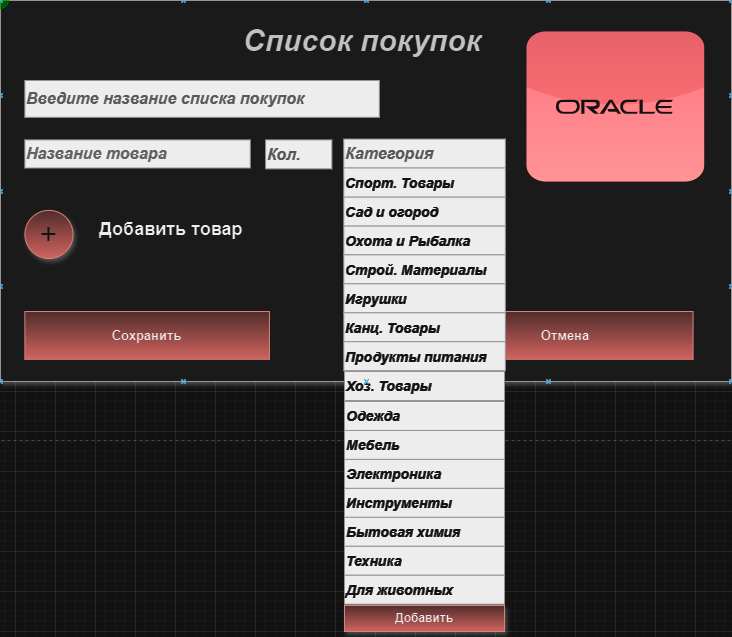 Список покупок
ORACLE
Введите название списка покупок
Название товара
Кол.
Категория
Спорт. Товары
Сад и огород
Охота и Рыбалка
Строй. Материалы
Игрушки
Канц. Товары
Продукты питания
Хоз. Товары
Одежда
Мебель
Электроника
Инструменты
Бытовая химия
Техника
Для животных
Добавить
+
Добавить товар
Сохранить
Отмена